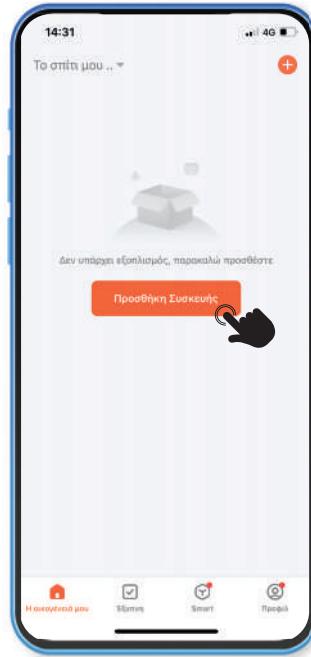 14:31
4G
Το σπίτι μου .. 
Δεν υπάρχει εξοπλισμός, παρακαλώ προσθέστε
Προσθήκη Συσκευής
Η οικογένειά μου
Έξυπνη
Smart
Προφίλ